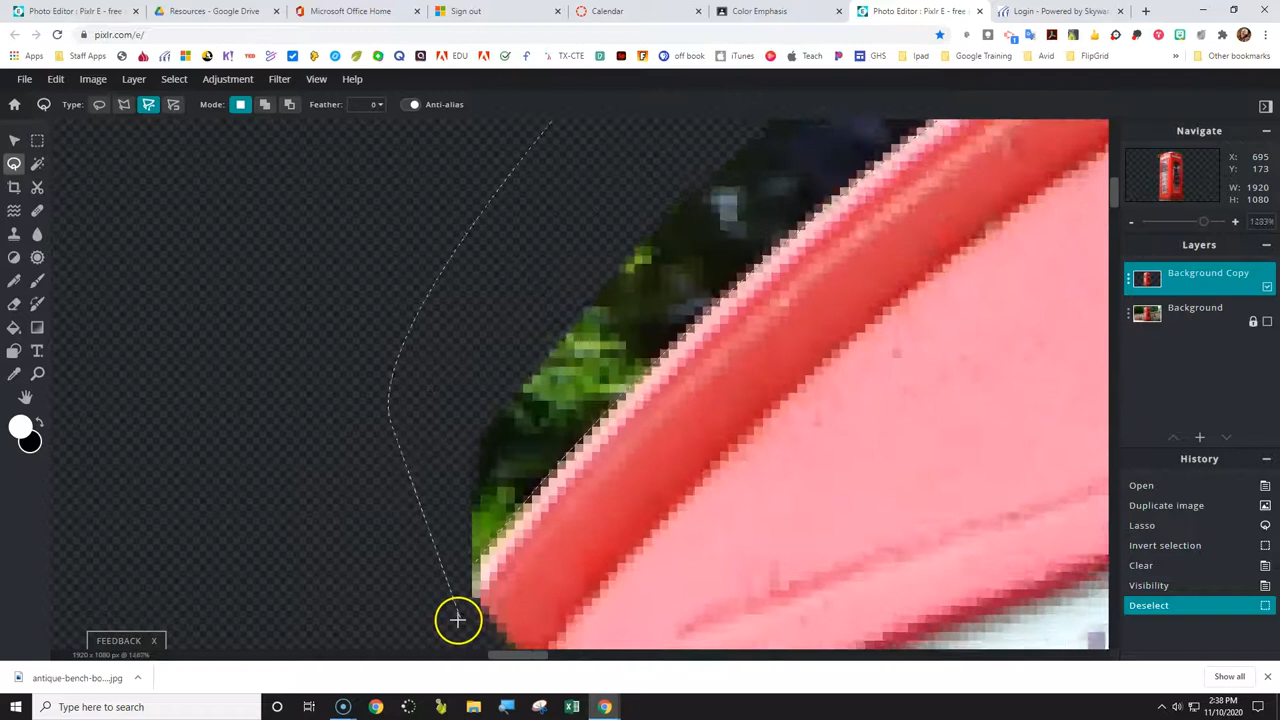 Photo Editor : Pixlr E - free
Resources - Google Drive
Microsoft Office Home
Sign out
Calendar
Color Emphasis
Photo Editor : Pixlr E - free
Login - Powered by Skywa
pixlr.com/e/
Apps
Staff Apps
EDU
TX-CTE
off book
iTunes
Teach
GHS
Ipad
Google Training
Avid
FlipGrid
Other bookmarks
File Edit Image Layer Select Adjustment Filter View Help
Type:
Mode:
Feather: 0
Anti-alias
Navigate
X: 695
Y: 173
W: 1920
H: 1080
Layers
Background Copy
Background
History
Open
Duplicate image
Lasso
Invert selection
Clear
Visibility
Deselect
FEEDBACK X
antique-bench-bo....jpg
Show all
Type here to search
2:38 PM
11/10/2020